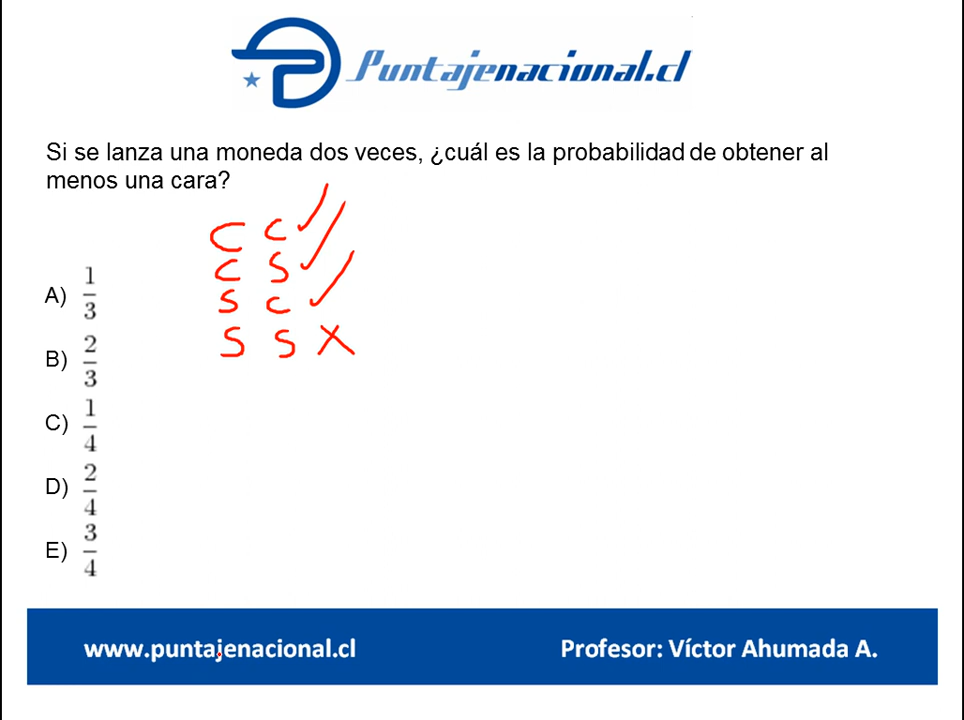 Puntajenacional.cl
Si se lanza una moneda dos veces, ¿cuál es la probabilidad de obtener al
menos una cara?
C C
C S
S C
S S X
A) 1/3
B) 2/3
C) 1/4
D) 2/4
E) 3/4
www.puntajenacional.cl Profesor: Víctor Ahumada A.